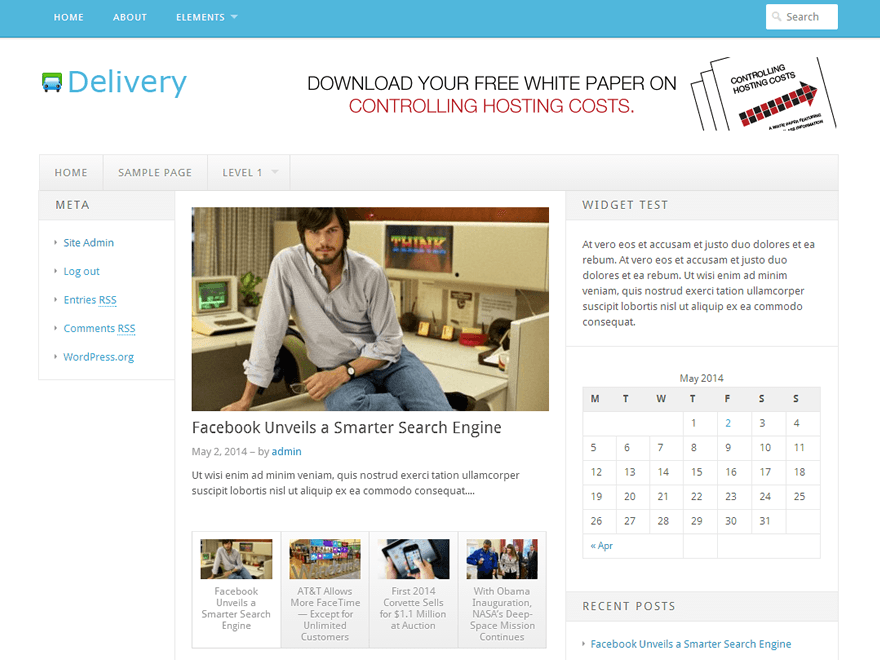 HOME ABOUT ELEMENTS Search
Delivery
DOWNLOAD YOUR FREE WHITE PAPER ON
CONTROLLING HOSTING COSTS.
CONTROLLING
HOSTING COSTS
A WHITE PAPER FEATURING
HOME SAMPLE PAGE LEVEL 1
META
Site Admin
Log out
Entries RSS
Comments RSS
WordPress.org
THINK
Facebook Unveils a Smarter Search Engine
May 2, 2014 – by admin
Ut wisi enim ad minim veniam, quis nostrud exerci tation ullamcorper
suscipit lobortis nisl ut aliquip ex ea commodo consequat....
Facebook
Unveils a
Smarter Search
Engine
AT&T Allows
More FaceTime
— Except for
Unlimited
Customers
First 2014
Corvette Sells
for $1.1 Million
at Auction
With Obama
Inauguration,
NASA's Deep-
Space Mission
Continues
WIDGET TEST
At vero eos et accusam et justo duo dolores et ea
rebum. At vero eos et accusam et justo duo
dolores et ea rebum. Ut wisi enim ad minim
veniam, quis nostrud exerci tation ullamcorper
suscipit lobortis nisl ut aliquip ex ea commodo
consequat.
May 2014
M T W T F S S
1 2 3 4
5 6 7 8 9 10 11
12 13 14 15 16 17 18
19 20 21 22 23 24 25
26 27 28 29 30 31
« Apr
RECENT POSTS
Facebook Unveils a Smarter Search Engine